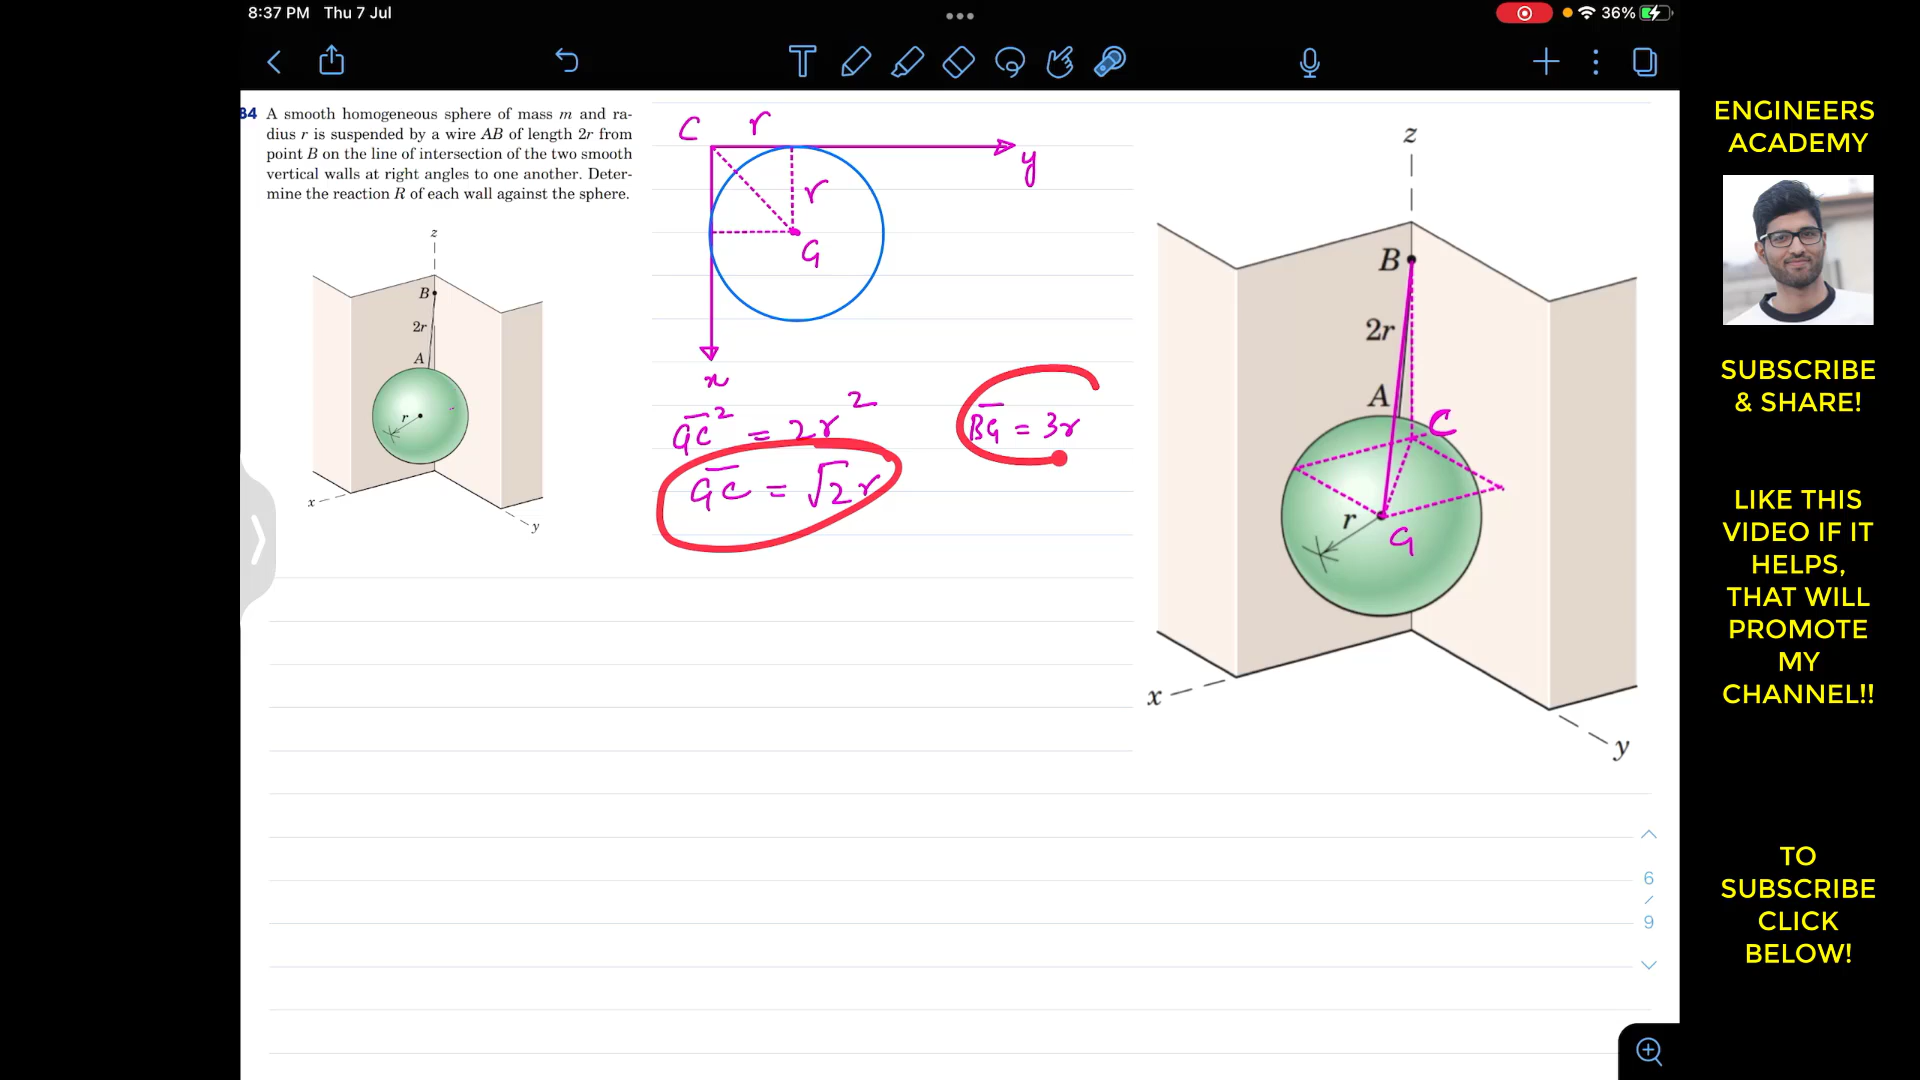 8:37 PM Thu 7 Jul
36%
84 A smooth homogeneous sphere of mass m and ra-
dius r is suspended by a wire AB of length 2r from
point B on the line of intersection of the two smooth
vertical walls at right angles to one another. Deter-
mine the reaction R of each wall against the sphere.
z
B
2r
A
r
x
y
C r
y
r
G
x
GC² = 2r²
GC = √2r
BG = 3r
z
B
2r
A
C
r
G
x
y
6
9
ENGINEERS
ACADEMY
SUBSCRIBE
& SHARE!
LIKE THIS
VIDEO IF IT
HELPS,
THAT WILL
PROMOTE
MY
CHANNEL!!
TO
SUBSCRIBE
CLICK
BELOW!